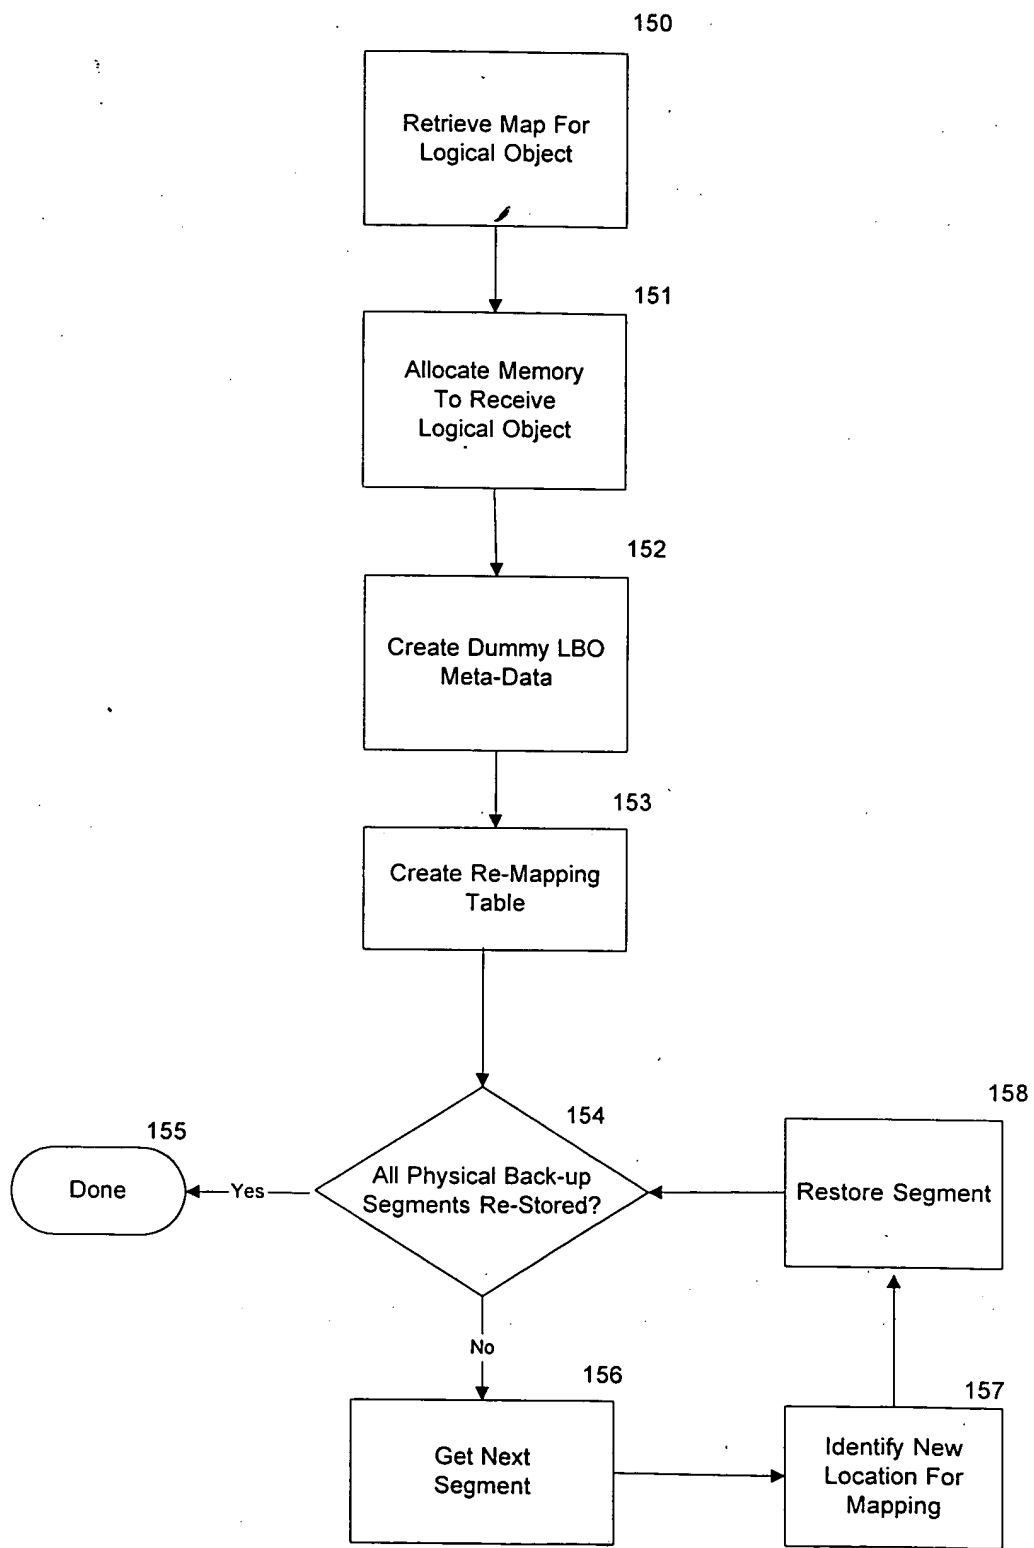 150
Retrieve Map For
Logical Object
151
Allocate Memory
To Receive
Logical Object
152
Create Dummy LBO
Meta-Data
153
Create Re-Mapping
Table
154
All Physical Back-up
Segments Re-Stored?
Yes
155
Done
No
156
Get Next
Segment
157
Identify New
Location For
Mapping
158
Restore Segment